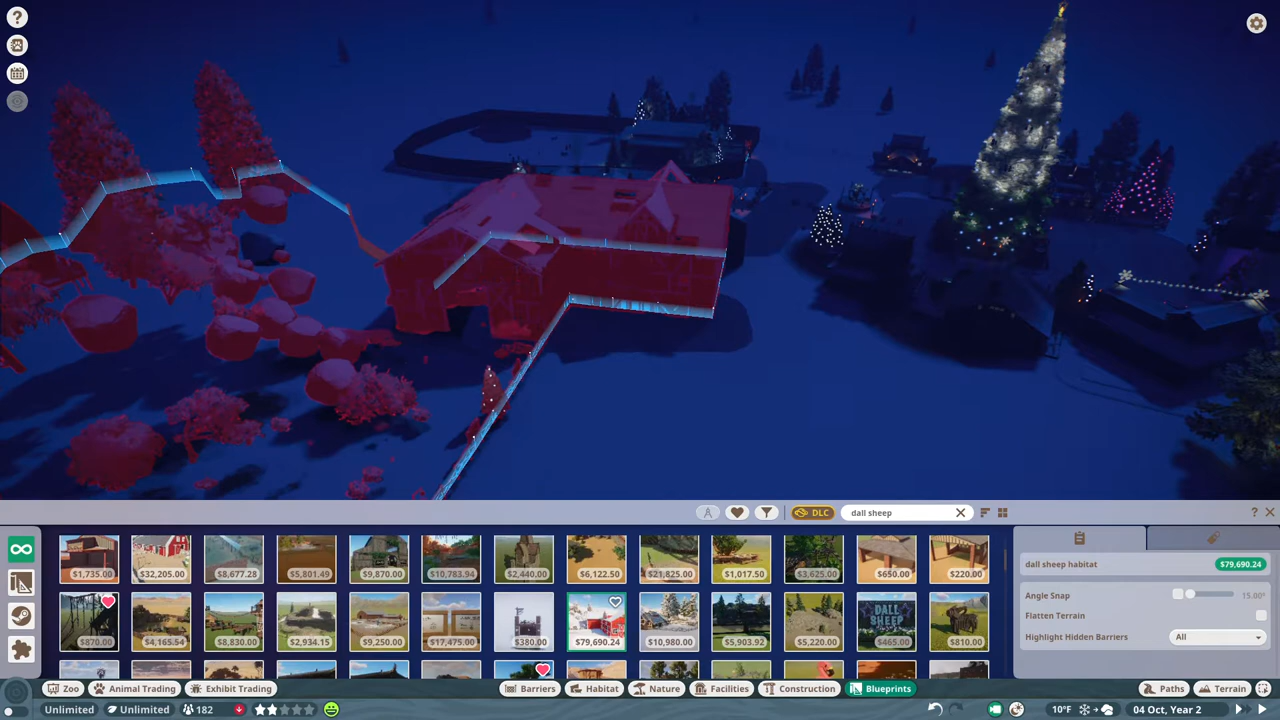 ?
DLC
dall sheep
?
$1,735.00
$32,205.00
$8,677.28
$5,801.49
$9,870.00
$10,783.94
$2,440.00
$6,122.50
$21,825.00
$1,017.50
$3,625.00
$650.00
$220.00
$870.00
$4,165.54
$8,830.00
$2,934.15
$9,250.00
$17,475.00
$380.00
$79,690.24
$10,980.00
$5,903.92
$5,220.00
DALL SHEEP
$465.00
$810.00
dall sheep habitat
$79,690.24
Angle Snap
15.00°
Flatten Terrain
Highlight Hidden Barriers
All
Zoo
Animal Trading
Exhibit Trading
Barriers
Habitat
Nature
Facilities
Construction
Blueprints
Paths
Terrain
Unlimited
Unlimited
182
10°F
04 Oct, Year 2